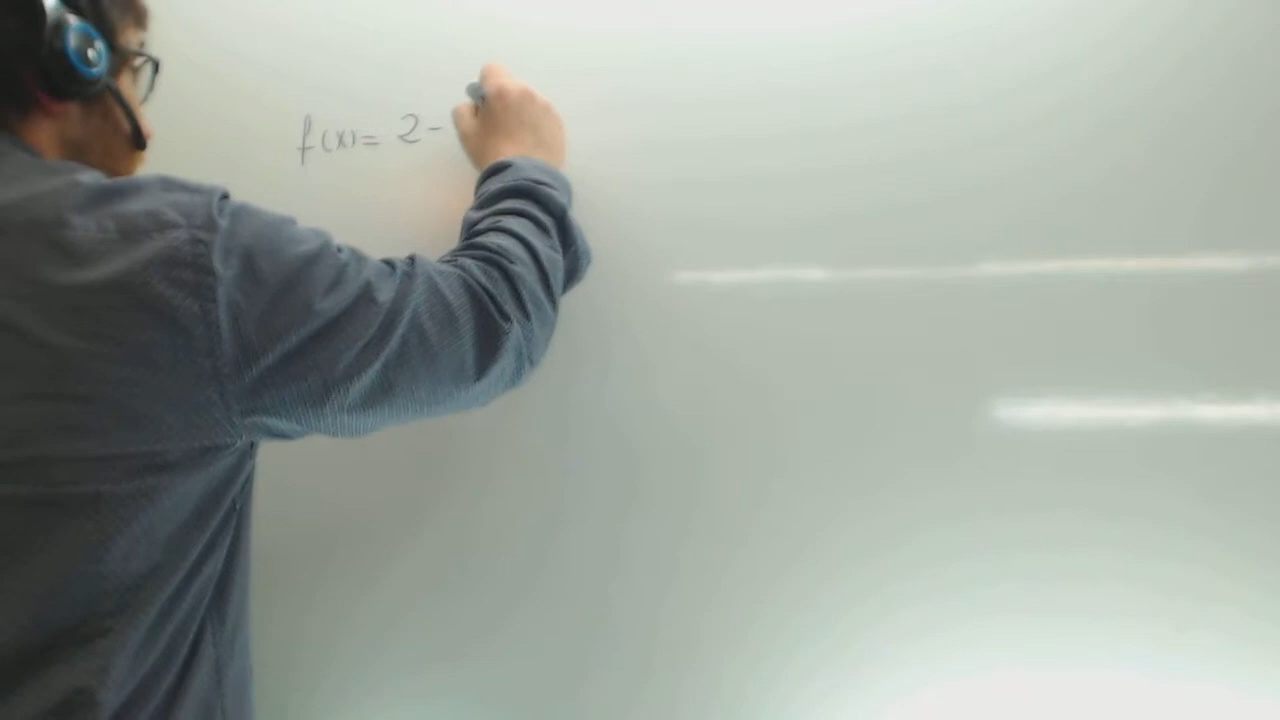 f(x)= 2-